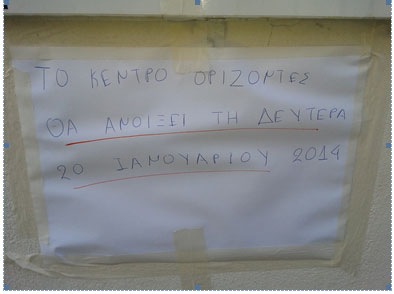 ΤΟ ΚΕΝΤΡΟ ΟΡΙΖΟΝΤΕΣ
ΘΑ ΑΝΟΙΞΕΙ ΤΗ ΔΕΥΤΕΡΑ
20 ΙΑΝΟΥΑΡΙΟΥ 2014